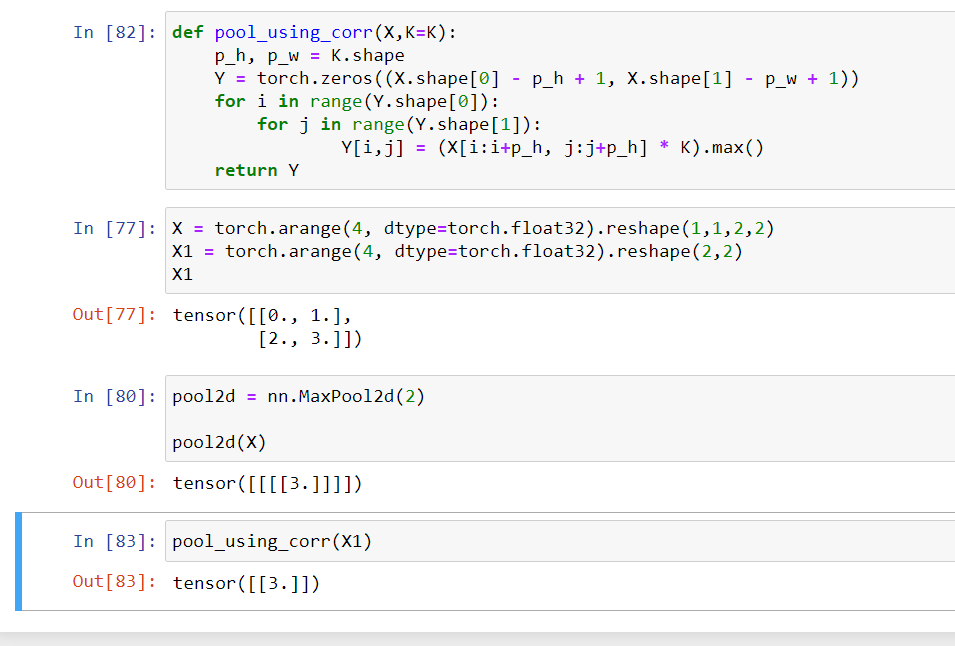 In [82]: def pool_using_corr(X,K=K):
    p_h, p_w = K.shape
    Y = torch.zeros((X.shape[0] - p_h + 1, X.shape[1] - p_w + 1))
    for i in range(Y.shape[0]):
        for j in range(Y.shape[1]):
                Y[i,j] = (X[i:i+p_h, j:j+p_h] * K).max()
    return Y
In [77]: X = torch.arange(4, dtype=torch.float32).reshape(1,1,2,2)
X1 = torch.arange(4, dtype=torch.float32).reshape(2,2)
X1
Out[77]: tensor([[0., 1.],
        [2., 3.]])
In [80]: pool2d = nn.MaxPool2d(2)
pool2d(X)
Out[80]: tensor([[[[3.]]]])
In [83]: pool_using_corr(X1)
Out[83]: tensor([[3.]])